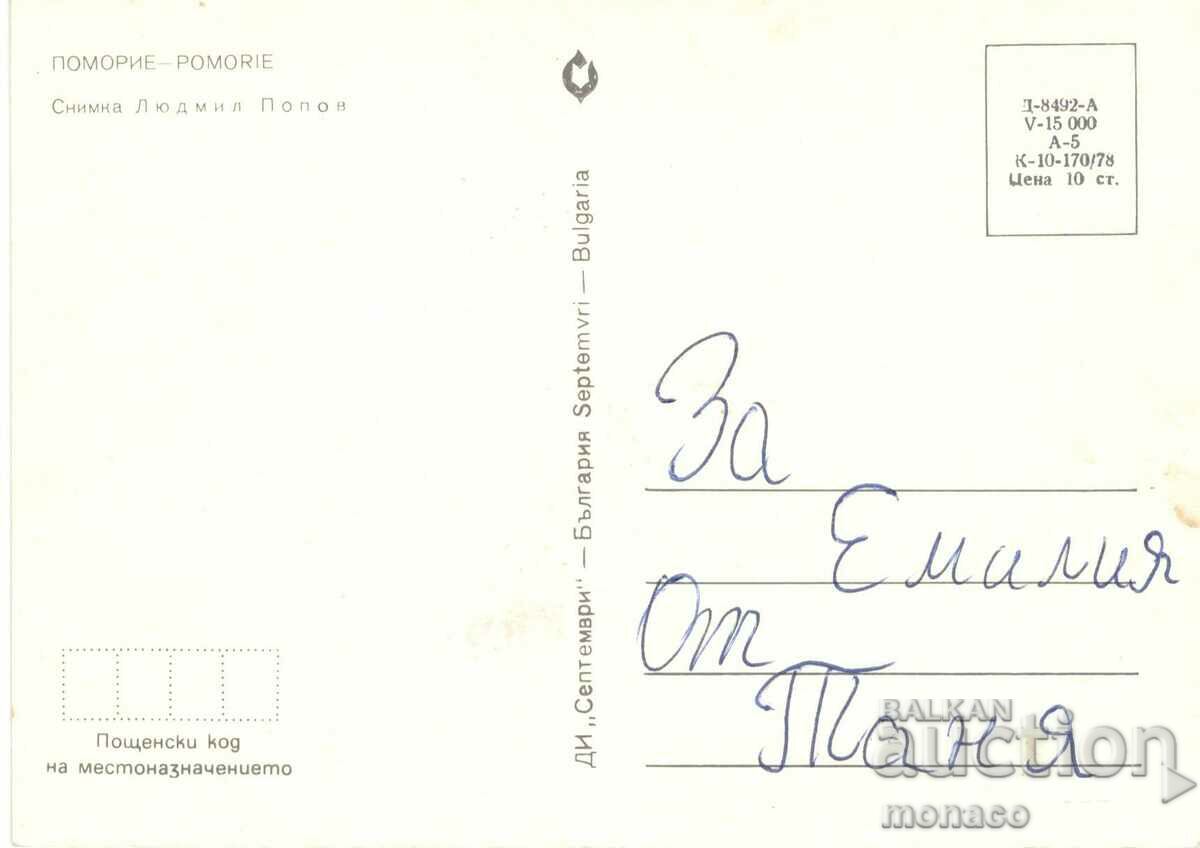 ПОМОРИЕ—POMORIE
Снимка Людмил Попов
ДИ „Септември" — България Septemvri — Bulgaria
Д-8492-А
V-15 000
А-5
К-10-170/78
Цена 10 ст.
За
Емилия
От
Таня
Пощенски код
на местоназначението
BALKAN
auction
monaco